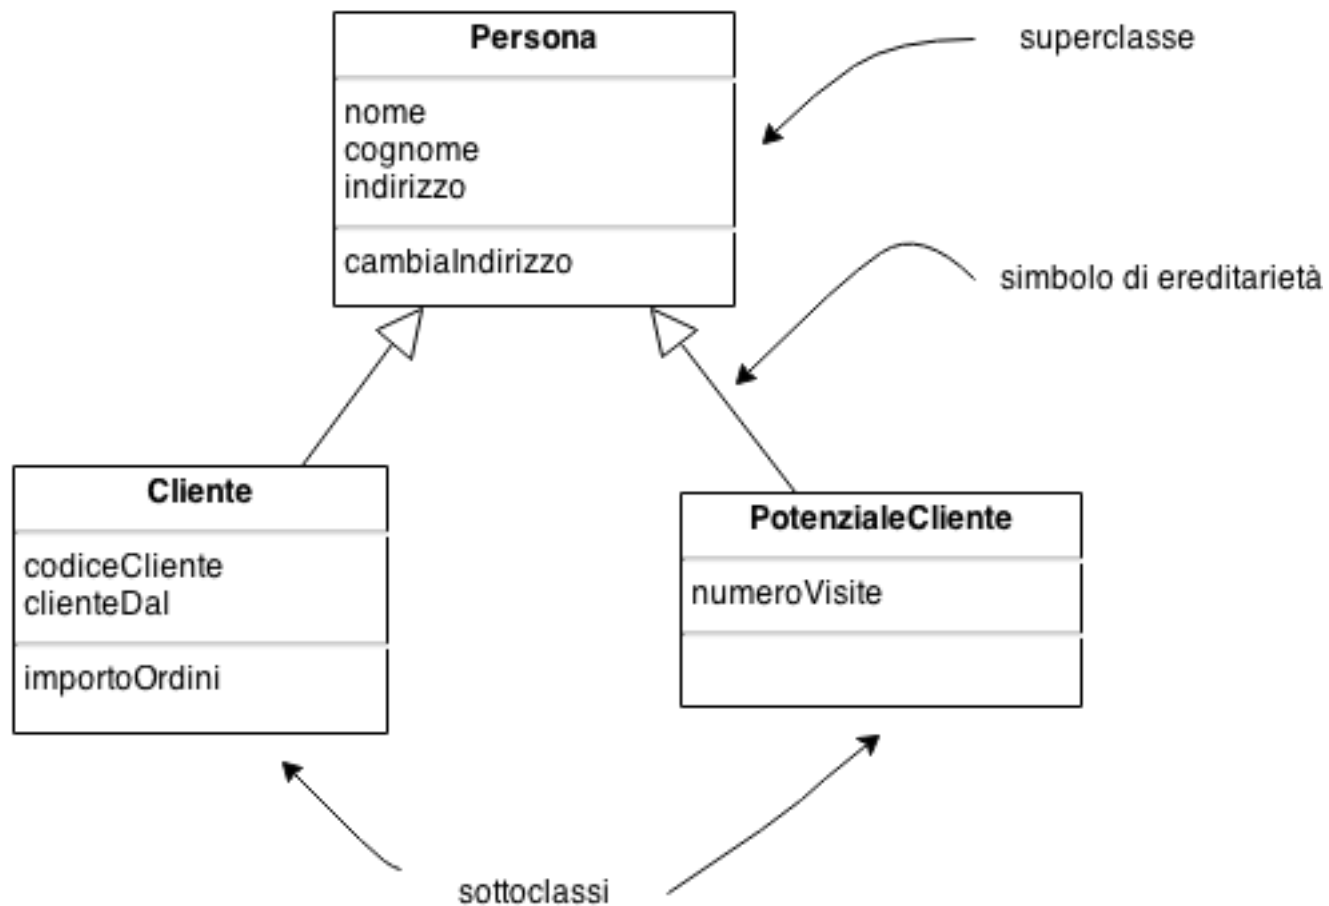 Persona
superclasse
nome
cognome
indirizzo
cambiaIndirizzo
simbolo di ereditarietà
Cliente
codiceCliente
clienteDal
importoOrdini
PotenzialeCliente
numeroVisite
sottoclassi